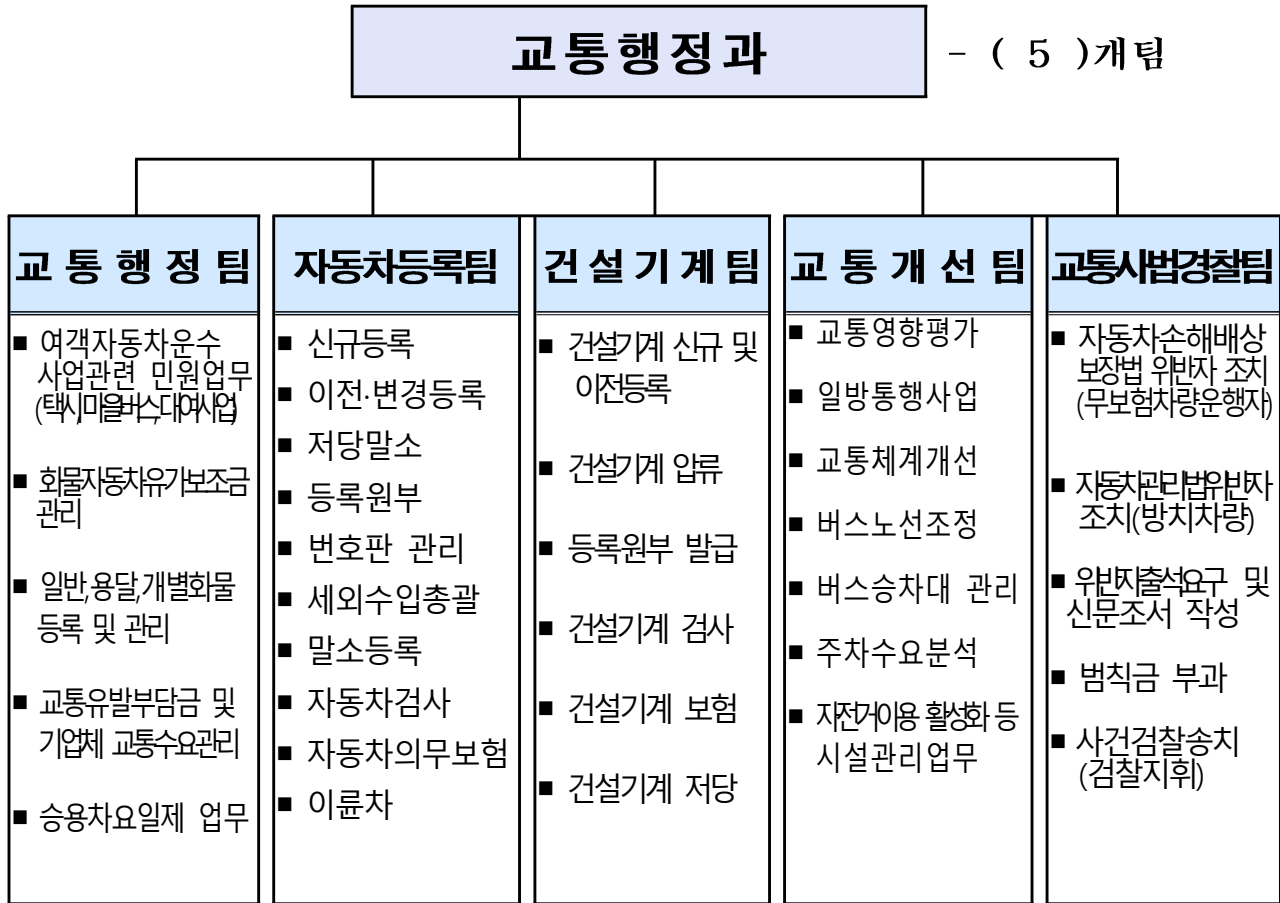 교통행정과
- ( 5 )개팀
교통행정팀
■ 여객자동차운수
사업관련 민원업무
(택시,마을버스,대여사업)
■ 화물자동차유가보조금
관리
■ 일반,용달,개별화물
등록 및 관리
■ 교통유발부담금 및
기업체 교통수요관리
■ 승용차요일제 업무
자동차등록팀
■ 신규등록
■ 이전·변경등록
■ 저당말소
■ 등록원부
■ 번호판 관리
■ 세외수입총괄
■ 말소등록
■ 자동차검사
■ 자동차의무보험
■ 이륜차
건설기계팀
■ 건설기계 신규 및
이전등록
■ 건설기계 압류
■ 등록원부 발급
■ 건설기계 검사
■ 건설기계 보험
■ 건설기계 저당
교통개선팀
■ 교통영향평가
■ 일방통행사업
■ 교통체계개선
■ 버스노선조정
■ 버스승차대 관리
■ 주차수요분석
■ 자전거이용 활성화 등
시설관리업무
교통사법경찰팀
■ 자동차손해배상
보장법 위반자 조치
(무보험차량운행자)
■ 자동차관리법위반자
조치(방치차량)
■ 위반자출석요구 및
신문조서 작성
■ 범칙금 부과
■ 사건검찰송치
(검찰지휘)